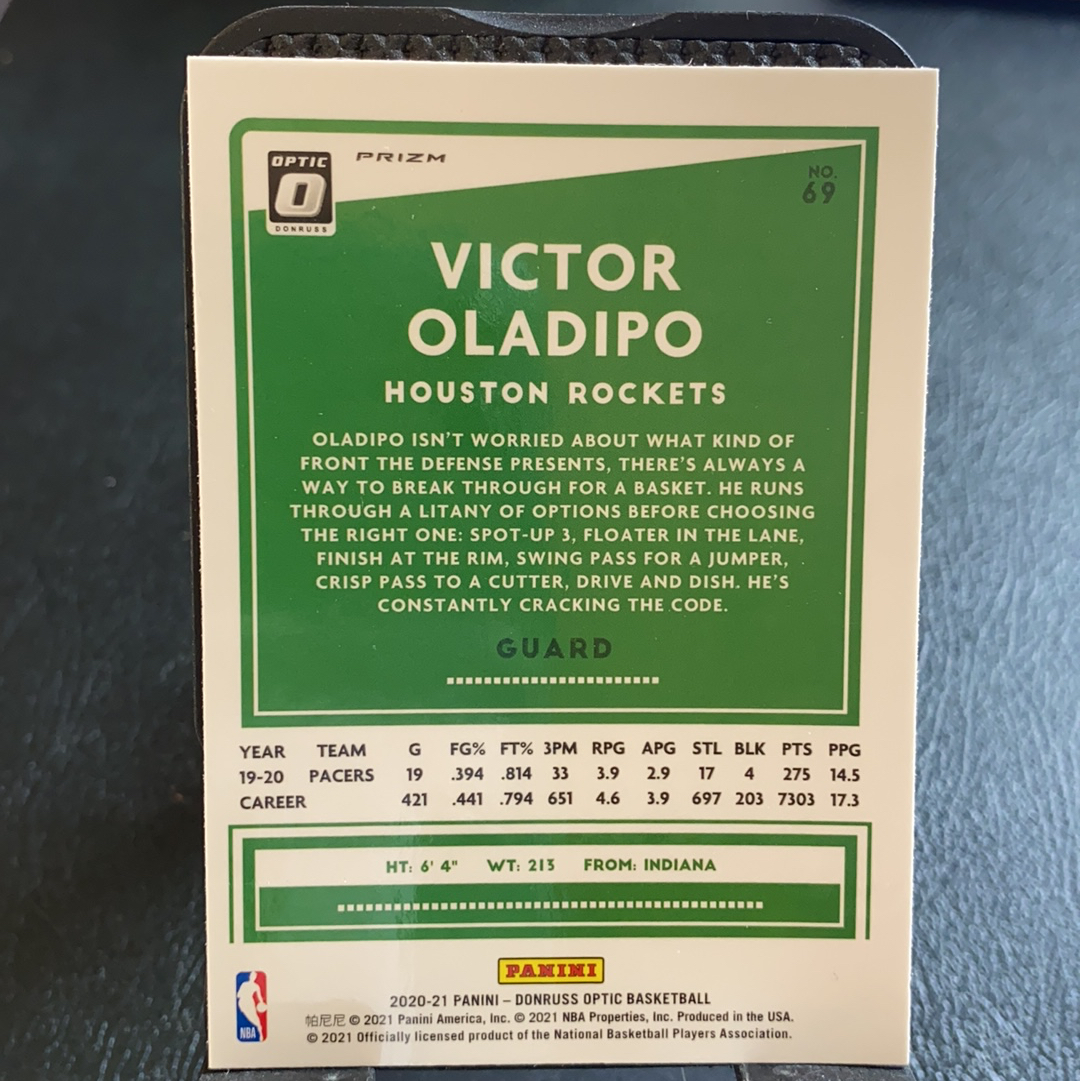 OPTIC
DONRUSS
PRIZM
NO.
69
VICTOR
OLADIPO
HOUSTON ROCKETS
OLADIPO ISN'T WORRIED ABOUT WHAT KIND OF
FRONT THE DEFENSE PRESENTS, THERE'S ALWAYS A
WAY TO BREAK THROUGH FOR A BASKET. HE RUNS
THROUGH A LITANY OF OPTIONS BEFORE CHOOSING
THE RIGHT ONE: SPOT-UP 3, FLOATER IN THE LANE,
FINISH AT THE RIM, SWING PASS FOR A JUMPER,
CRISP PASS TO A CUTTER, DRIVE AND DISH. HE'S
CONSTANTLY CRACKING THE CODE.
GUARD
YEAR TEAM G FG% FT% 3PM RPG APG STL BLK PTS PPG
19-20 PACERS 19 .394 .814 33 3.9 2.9 17 4 275 14.5
CAREER 421 .441 .794 651 4.6 3.9 697 203 7303 17.3
HT: 6' 4" WT: 213 FROM: INDIANA
PANINI
NBA
2020-21 PANINI – DONRUSS OPTIC BASKETBALL
帕尼尼 © 2021 Panini America, Inc. © 2021 NBA Properties, Inc. Produced in the USA.
© 2021 Officially licensed product of the National Basketball Players Association.